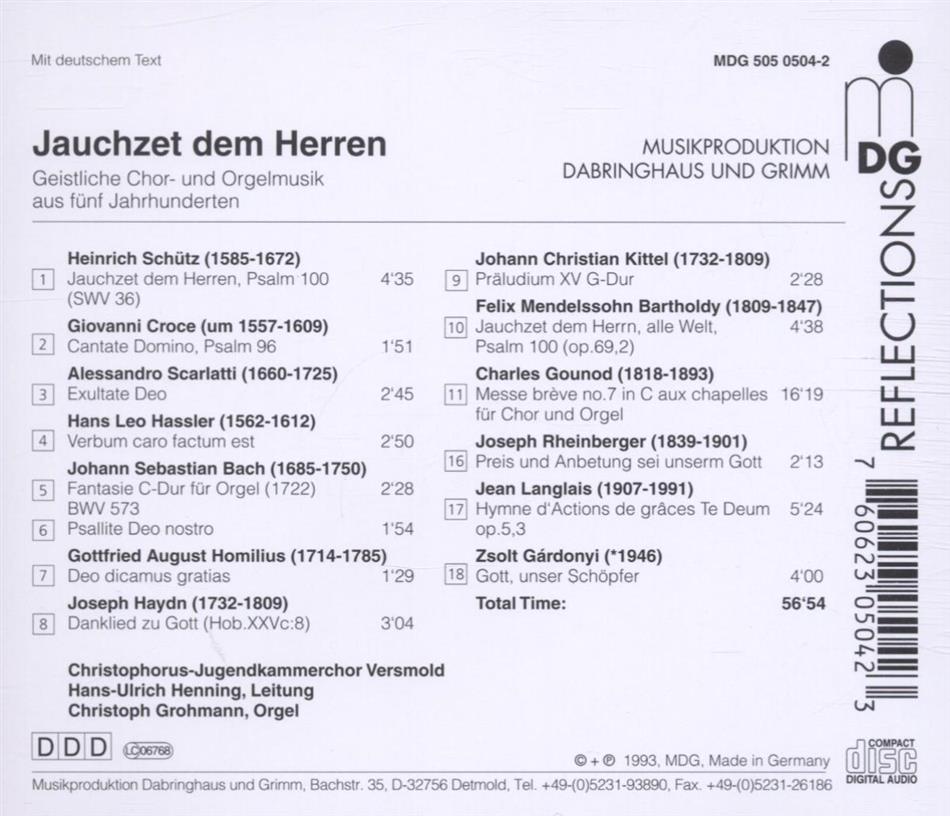 Mit deutschem Text
MDG 505 0504-2
Jauchzet dem Herren
Geistliche Chor- und Orgelmusik
aus fünf Jahrhunderten
MUSIKPRODUKTION
DABRINGHAUS UND GRIMM
DG
REFLECTIONS
Heinrich Schütz (1585-1672)
1 Jauchzet dem Herren, Psalm 100 4‘35
(SWV 36)
Giovanni Croce (um 1557-1609)
2 Cantate Domino, Psalm 96 1‘51
Alessandro Scarlatti (1660-1725)
3 Exultate Deo 2‘45
Hans Leo Hassler (1562-1612)
4 Verbum caro factum est 2‘50
Johann Sebastian Bach (1685-1750)
5 Fantasie C-Dur für Orgel (1722) 2‘28
BWV 573
6 Psallite Deo nostro 1‘54
Gottfried August Homilius (1714-1785)
7 Deo dicamus gratias 1‘29
Joseph Haydn (1732-1809)
8 Danklied zu Gott (Hob.XXVc:8) 3‘04
Johann Christian Kittel (1732-1809)
9 Präludium XV G-Dur 2‘28
Felix Mendelssohn Bartholdy (1809-1847)
10 Jauchzet dem Herrn, alle Welt, 4‘38
Psalm 100 (op.69,2)
Charles Gounod (1818-1893)
11 Messe brève no.7 in C aux chapelles 16‘19
für Chor und Orgel
Joseph Rheinberger (1839-1901)
16 Preis und Anbetung sei unserm Gott 2‘13
Jean Langlais (1907-1991)
17 Hymne d‘Actions de grâces Te Deum 5‘24
op.5,3
Zsolt Gárdonyi (*1946)
18 Gott, unser Schöpfer 4‘00
Total Time: 56‘54
Christophorus-Jugendkammerchor Versmold
Hans-Ulrich Henning, Leitung
Christoph Grohmann, Orgel
7 60623 05042 3
DDD
LC 06768
© + ℗ 1993, MDG, Made in Germany
COMPACT
disc
DIGITAL AUDIO
Musikproduktion Dabringhaus und Grimm, Bachstr. 35, D-32756 Detmold, Tel. +49-(0)5231-93890, Fax. +49-(0)5231-26186